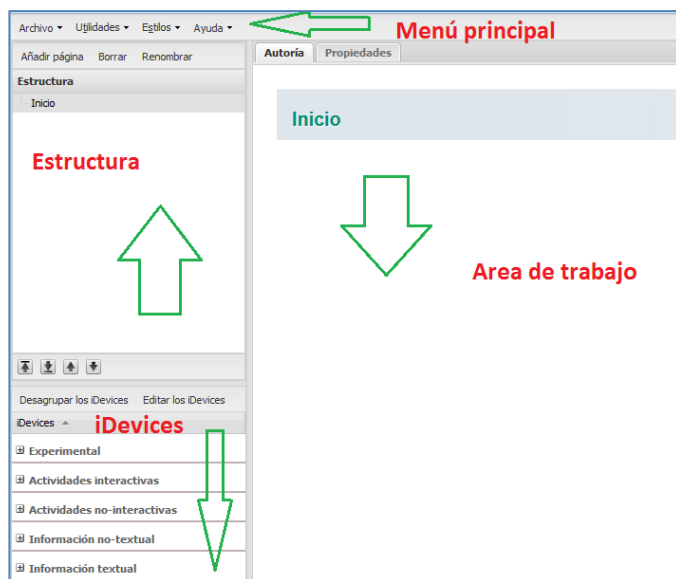 Archivo Utilidades Estilos Ayuda
Menú principal
Añadir página Borrar Renombrar
Autoría Propiedades
Estructura
Inicio
Inicio
Estructura
Area de trabajo
Desagrupar los iDevices Editar los iDevices
iDevices
iDevices
Experimental
Actividades interactivas
Actividades no-interactivas
Información no-textual
Información textual